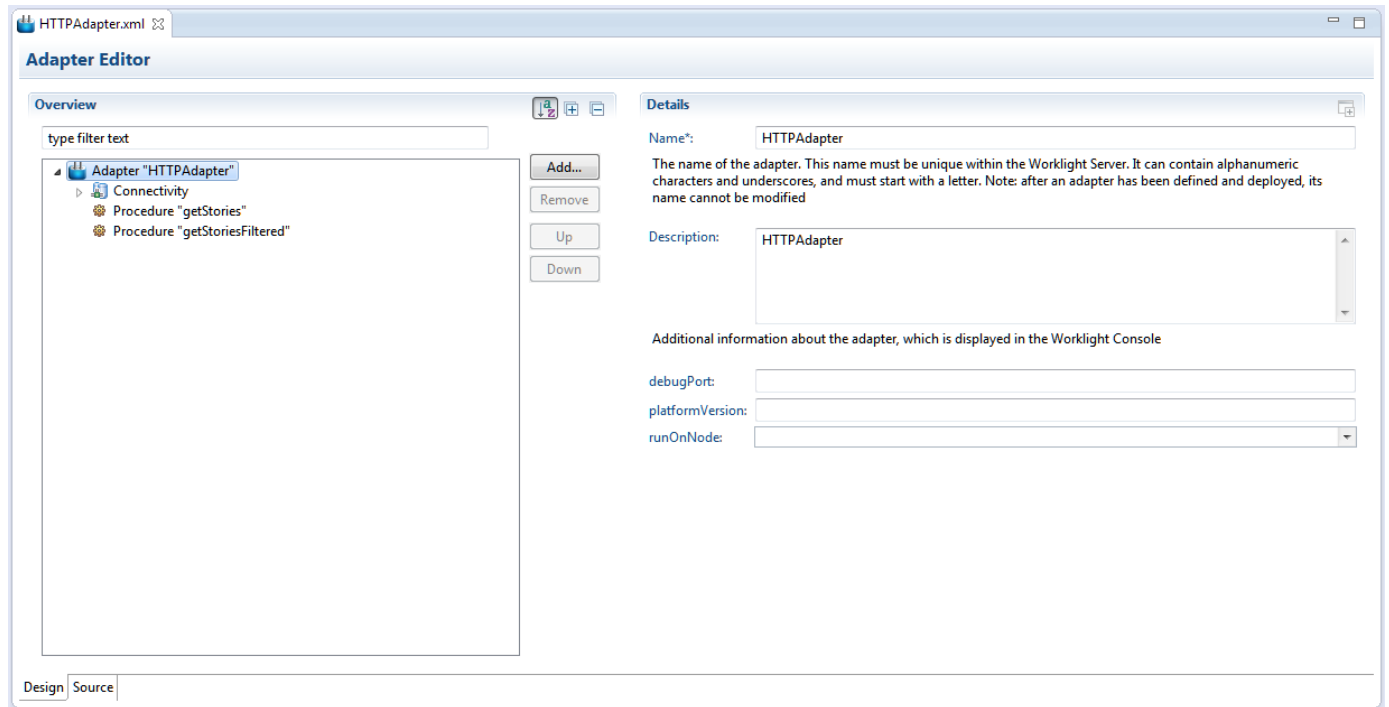 HTTPAdapter.xml
Adapter Editor
Overview
type filter text
Adapter "HTTPAdapter"
Connectivity
Procedure "getStories"
Procedure "getStoriesFiltered"
Add...
Remove
Up
Down
Details
Name*: HTTPAdapter
The name of the adapter. This name must be unique within the Worklight Server. It can contain alphanumeric
characters and underscores, and must start with a letter. Note: after an adapter has been defined and deployed, its
name cannot be modified
Description: HTTPAdapter
Additional information about the adapter, which is displayed in the Worklight Console
debugPort:
platformVersion:
runOnNode:
Design Source